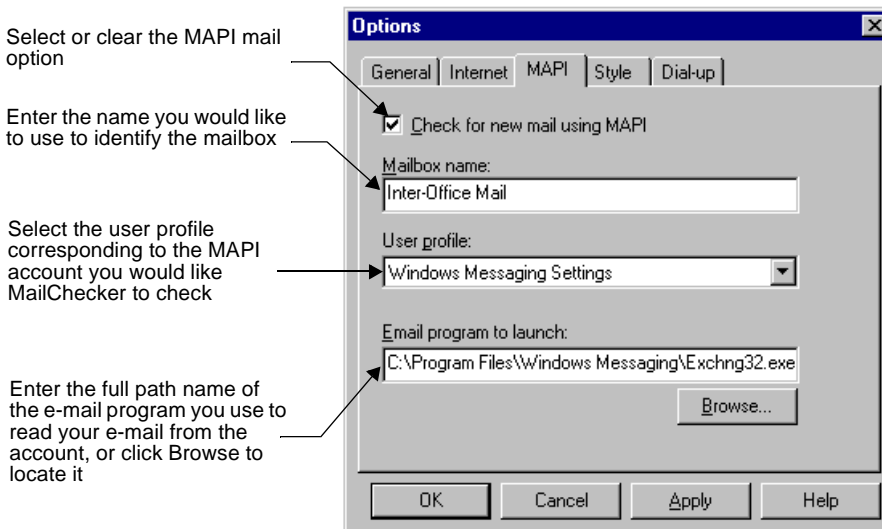 Select or clear the MAPI mail
option
Enter the name you would like
to use to identify the mailbox
Select the user profile
corresponding to the MAPI
account you would like
MailChecker to check
Enter the full path name of
the e-mail program you use to
read your e-mail from the
account, or click Browse to
locate it
Options
General Internet MAPI Style Dial-up
Check for new mail using MAPI
Mailbox name:
Inter-Office Mail
User profile:
Windows Messaging Settings
Email program to launch:
C:\Program Files\Windows Messaging\Exchng32.exe
Browse...
OK Cancel Apply Help